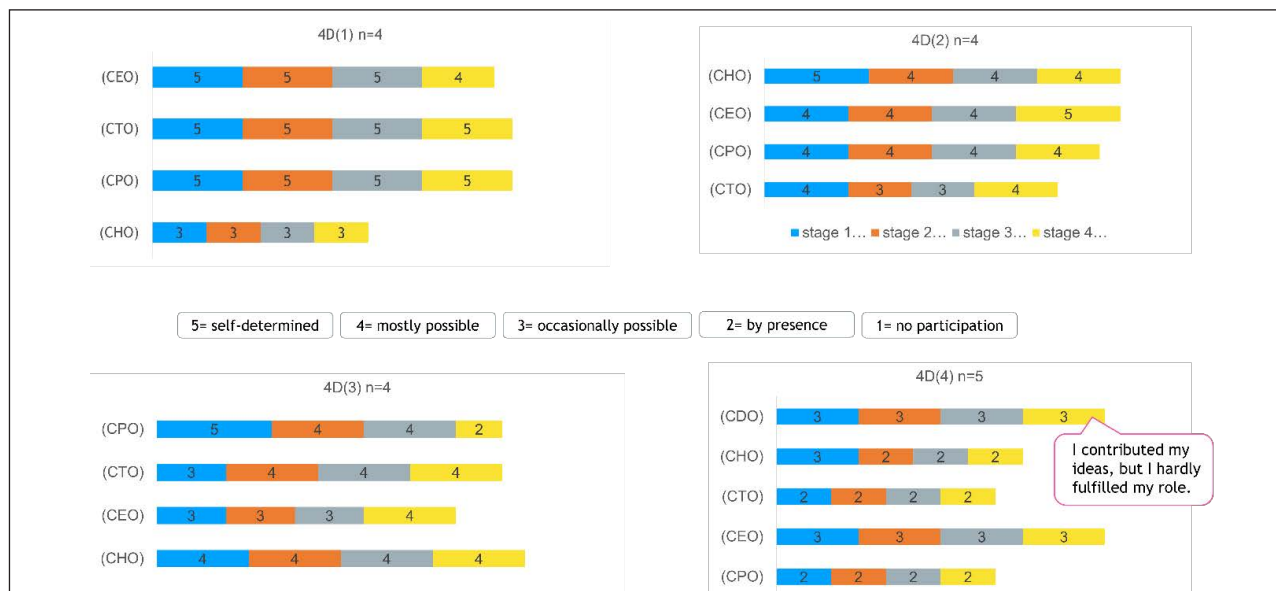 4D(1) n=4
(CEO) 5 5 5 4
(CTO) 5 5 5 5
(CPO) 5 5 5 5
(CHO) 3 3 3 3
4D(2) n=4
(CHO) 5 4 4 4
(CEO) 4 4 4 5
(CPO) 4 4 4 4
(CTO) 4 3 3 4
stage 1... stage 2... stage 3... stage 4...
5= self-determined
4= mostly possible
3= occasionally possible
2= by presence
1= no participation
4D(3) n=4
(CPO) 5 4 4 2
(CTO) 3 4 4 4
(CEO) 3 3 3 4
(CHO) 4 4 4 4
4D(4) n=5
(CDO) 3 3 3 3
I contributed my
ideas, but I hardly
fulfilled my role.
(CHO) 3 2 2 2
(CTO) 2 2 2 2
(CEO) 3 3 3 3
(CPO) 2 2 2 2